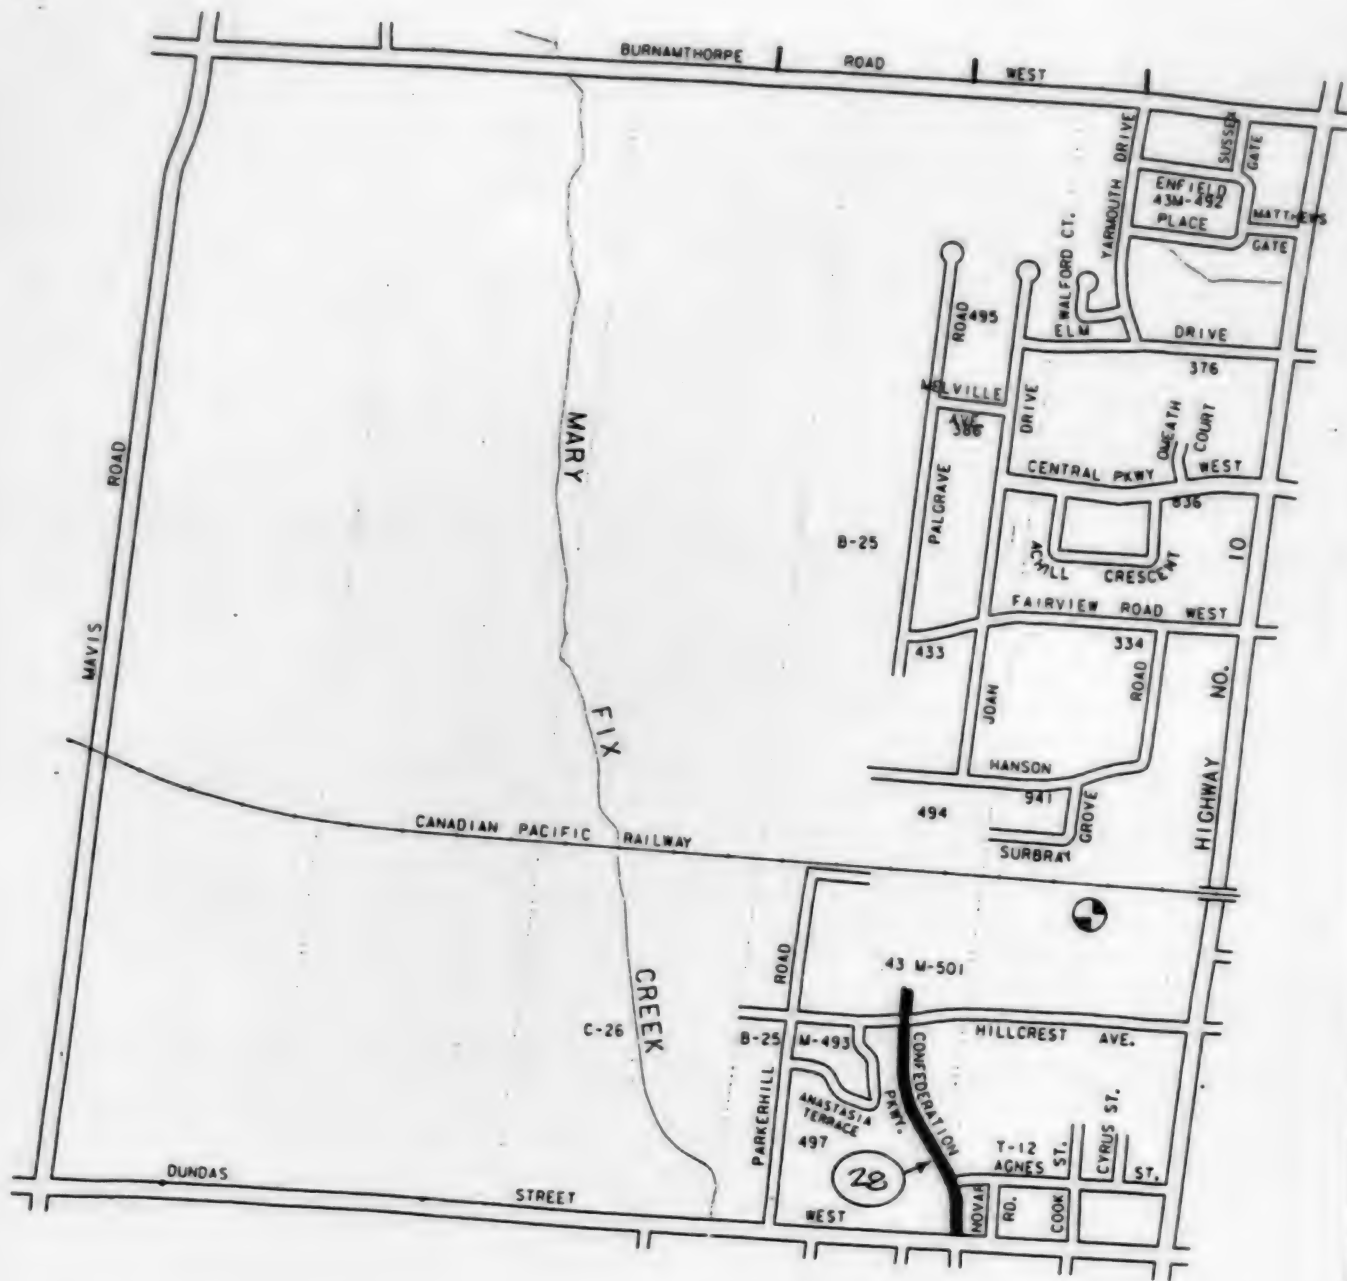 BURNAMTHORPE ROAD WEST
SUSSEX GATE
YARMOUTH DRIVE
ENFIELD
43M-492
PLACE
MATTHEWS
GATE
WALFORD CT.
ROAD
495
ELM DRIVE
376
MELVILLE
AVE
386
DRIVE
OMEATH
COURT
MARY
ROAD
CENTRAL PKWY WEST
836
PALGRAVE
B-25
10
ACHILL CRESCENT
FAIRVIEW ROAD WEST
433
334
MAVIS
ROAD
NO.
JOAN
FIX
HANSON
HIGHWAY
941
494
GROVE
SURBRAY
CANADIAN PACIFIC RAILWAY
ROAD
43 M-501
CREEK
C-26
B-25
M-493
HILLCREST AVE.
CONFEDERATION
PKWY.
PARKERHILL
ANASTASIA
TERRACE
497
CYRUS ST.
T-12
ST.
AGNES
ST.
28
DUNDAS
STREET
WEST
NOVAR
RD.
COOK